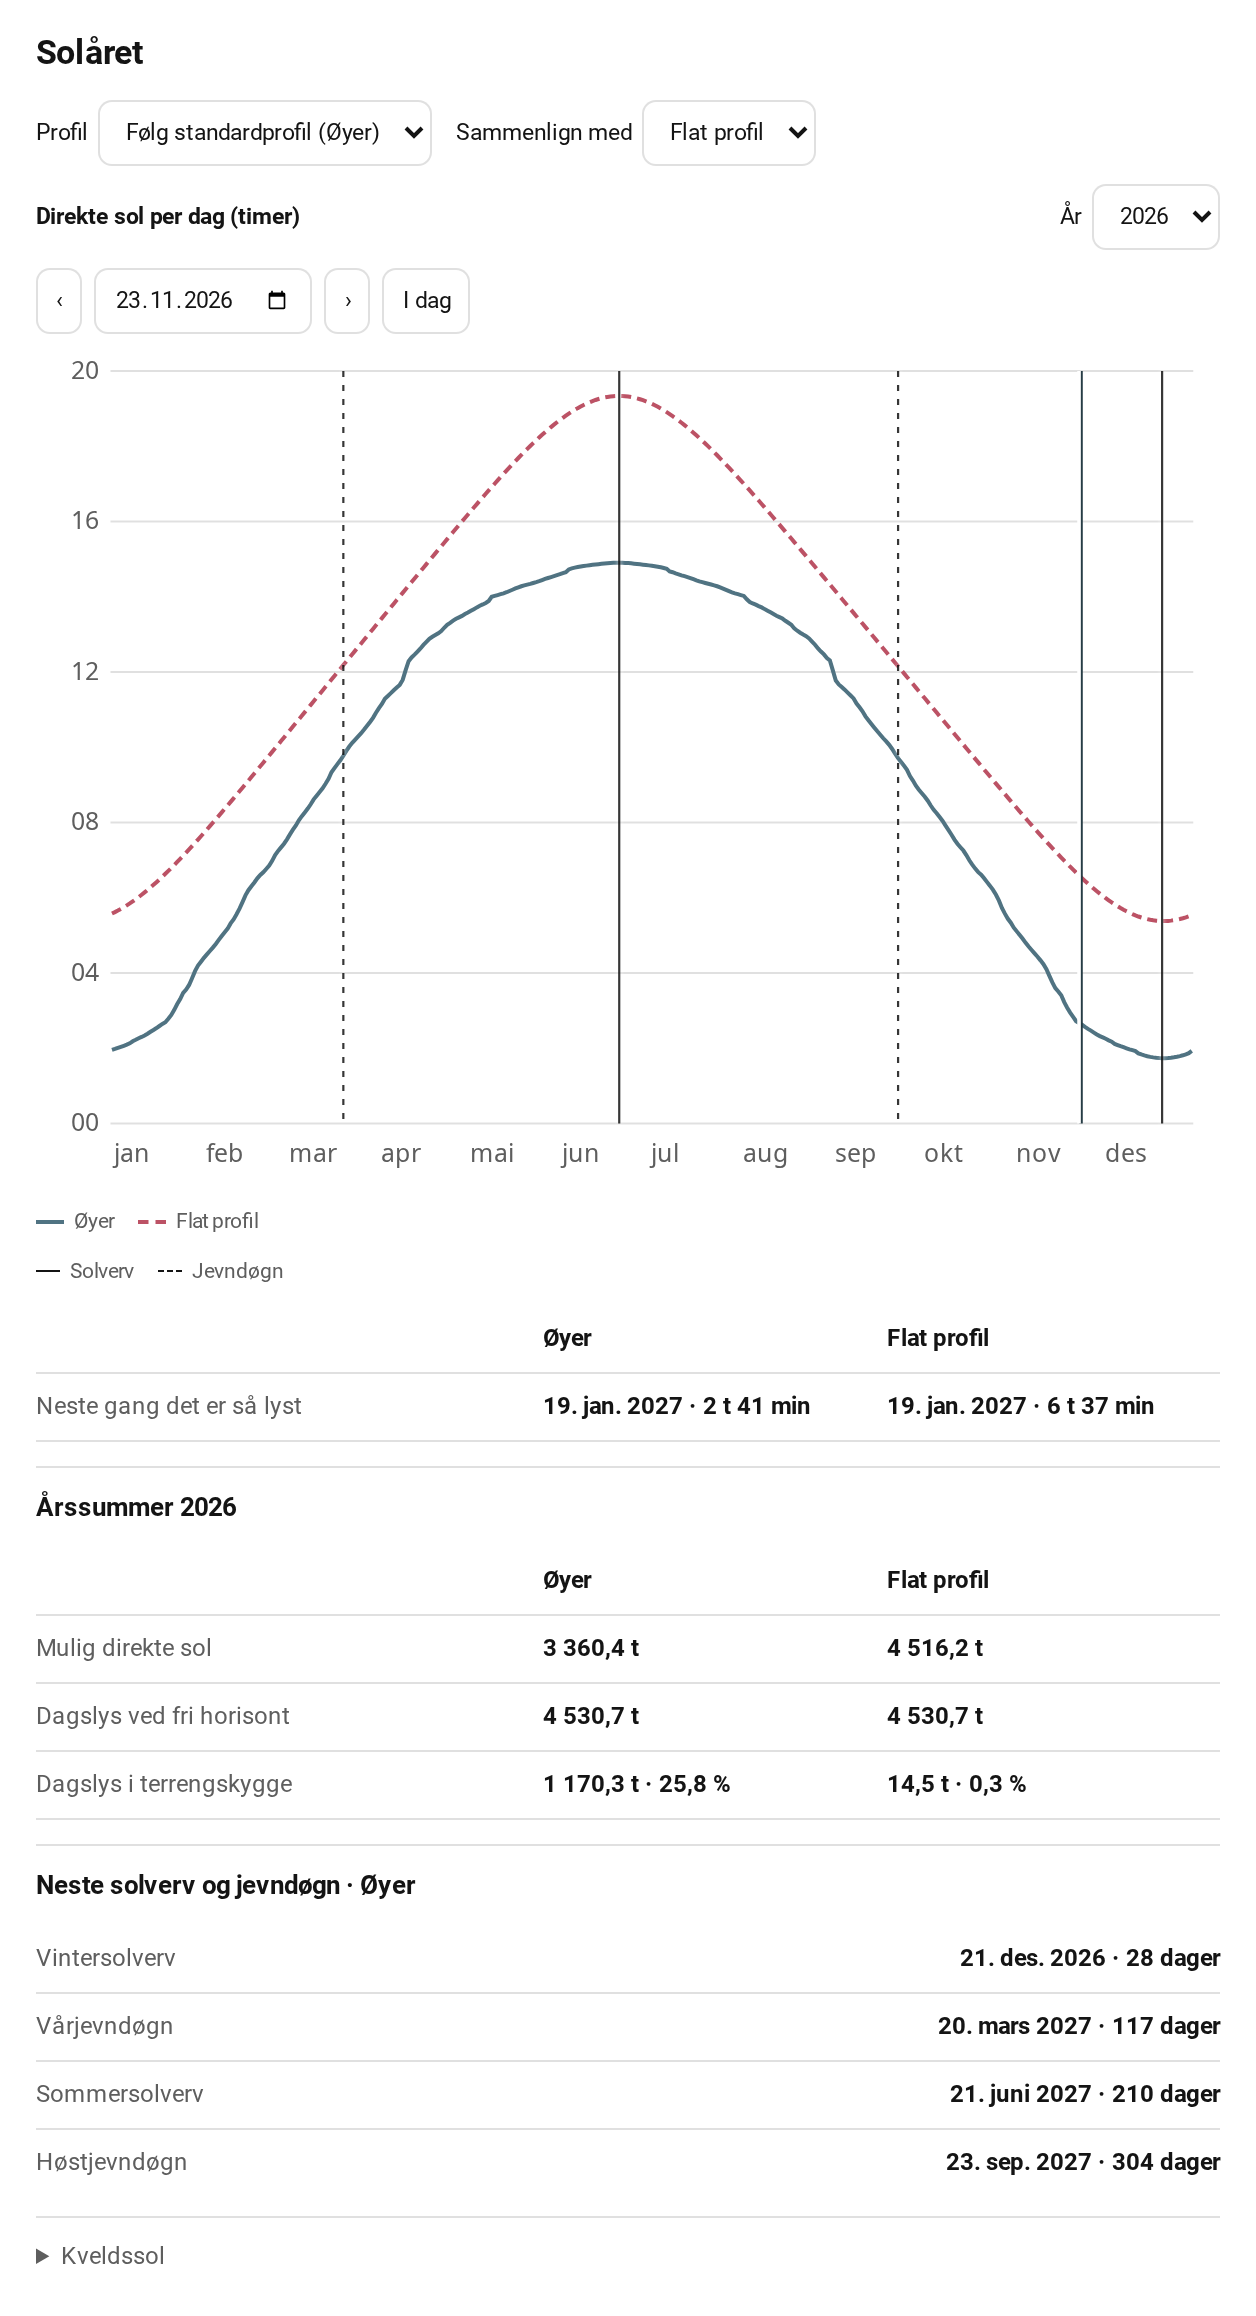 Solåret
Profil Følg standardprofil (Øyer) Sammenlign med Flat profil
Direkte sol per dag (timer) År 2026
‹ 23.11.2026 › I dag
20
16
12
08
04
00
jan feb mar apr mai jun jul aug sep okt nov des
Øyer Flat profil
Solverv Jevndøgn
Øyer Flat profil
Neste gang det er så lyst 19. jan. 2027 · 2 t 41 min 19. jan. 2027 · 6 t 37 min
Årssummer 2026
Øyer Flat profil
Mulig direkte sol 3 360,4 t 4 516,2 t
Dagslys ved fri horisont 4 530,7 t 4 530,7 t
Dagslys i terrengskygge 1 170,3 t · 25,8 % 14,5 t · 0,3 %
Neste solverv og jevndøgn · Øyer
Vintersolverv 21. des. 2026 · 28 dager
Vårjevndøgn 20. mars 2027 · 117 dager
Sommersolverv 21. juni 2027 · 210 dager
Høstjevndøgn 23. sep. 2027 · 304 dager
Kveldssol